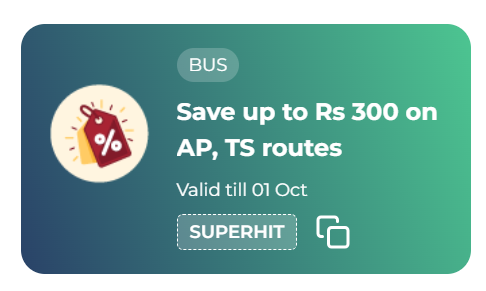 BUS
Save up to Rs 300 on
AP, TS routes
Valid till 01 Oct
SUPERHIT
%